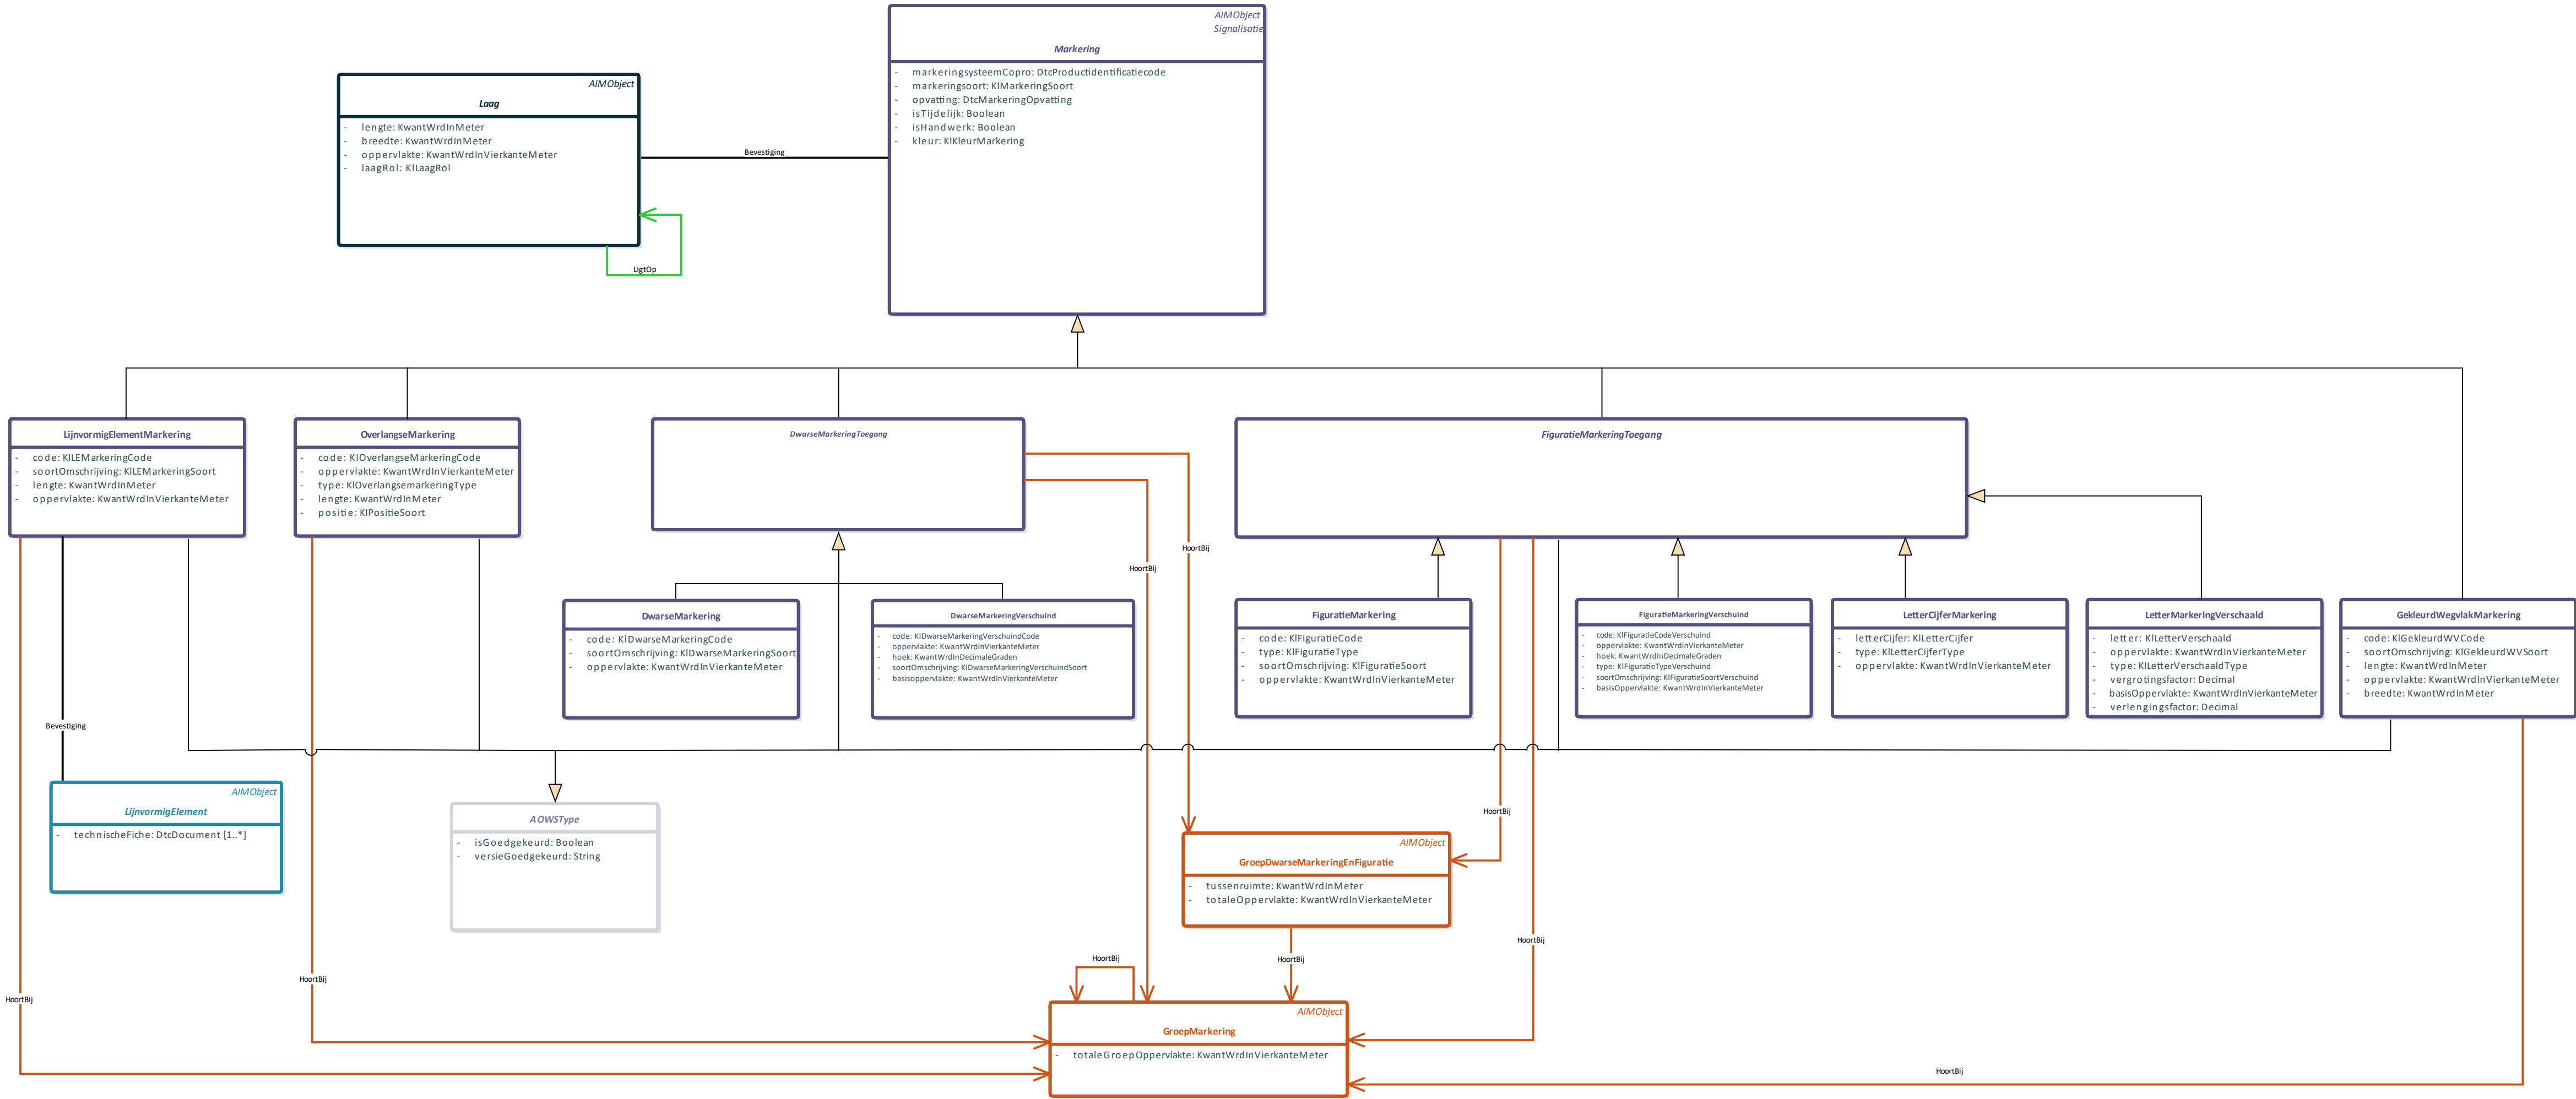 AIMObject
Signalisatie
Markering
- markeringsysteemCopro: DtcProductidentificatiecode
- markeringsoort: KlMarkeringSoort
- opvatting: DtcMarkeringOpvatting
- isTijdelijk: Boolean
- isHandwerk: Boolean
- kleur: KlKleurMarkering
AIMObject
Laag
- lengte: KwantWrdInMeter
- breedte: KwantWrdInMeter
- oppervlakte: KwantWrdInVierkanteMeter
- laagRol: KlLaagRol
Bevestiging
LigtOp
LijnvormigElementMarkering
- code: KlLEMarkeringCode
- soortOmschrijving: KlLEMarkeringSoort
- lengte: KwantWrdInMeter
- oppervlakte: KwantWrdInVierkanteMeter
OverlangseMarkering
- code: KlOverlangseMarkeringCode
- oppervlakte: KwantWrdInVierkanteMeter
- type: KlOverlangsemarkeringType
- lengte: KwantWrdInMeter
- positie: KlPositieSoort
DwarseMarkeringToegang
FiguratieMarkeringToegang
HoortBij
HoortBij
DwarseMarkering
- code: KlDwarseMarkeringCode
- soortOmschrijving: KlDwarseMarkeringSoort
- oppervlakte: KwantWrdInVierkanteMeter
DwarseMarkeringVerschuind
- code: KlDwarseMarkeringVerschuindCode
- oppervlakte: KwantWrdInVierkanteMeter
- hoek: KwantWrdInDecimaleGraden
- soortOmschrijving: KlDwarseMarkeringVerschuindSoort
- basisoppervlakte: KwantWrdInVierkanteMeter
FiguratieMarkering
- code: KlFiguratieCode
- type: KlFiguratieType
- soortOmschrijving: KlFiguratieSoort
- oppervlakte: KwantWrdInVierkanteMeter
FiguratieMarkeringVerschuind
- code: KlFiguratieCodeVerschuind
- oppervlakte: KwantWrdInVierkanteMeter
- hoek: KwantWrdInDecimaleGraden
- type: KlFiguratieTypeVerschuind
- soortOmschrijving: KlFiguratieSoortVerschuind
- basisOppervlakte: KwantWrdInVierkanteMeter
LetterCijferMarkering
- letterCijfer: KlLetterCijfer
- type: KlLetterCijferType
- oppervlakte: KwantWrdInVierkanteMeter
LetterMarkeringVerschaald
- letter: KlLetterVerschaald
- oppervlakte: KwantWrdInVierkanteMeter
- type: KlLetterVerschaaldType
- vergrotingsfactor: Decimal
- basisOppervlakte: KwantWrdInVierkanteMeter
- verlengingsfactor: Decimal
GekleurdWegvlakMarkering
- code: KlGekleurdWVCode
- soortOmschrijving: KlGekleurdWVSoort
- lengte: KwantWrdInMeter
- oppervlakte: KwantWrdInVierkanteMeter
- breedte: KwantWrdInMeter
Bevestiging
AIMObject
LijnvormigElement
- technischeFiche: DtcDocument [1..*]
AOWSType
- isGoedgekeurd: Boolean
- versieGoedgekeurd: String
HoortBij
AIMObject
GroepDwarseMarkeringEnFiguratie
- tussenruimte: KwantWrdInMeter
- totaleOppervlakte: KwantWrdInVierkanteMeter
HoortBij
HoortBij
HoortBij
HoortBij
HoortBij
AIMObject
GroepMarkering
- totaleGroepOppervlakte: KwantWrdInVierkanteMeter
HoortBij